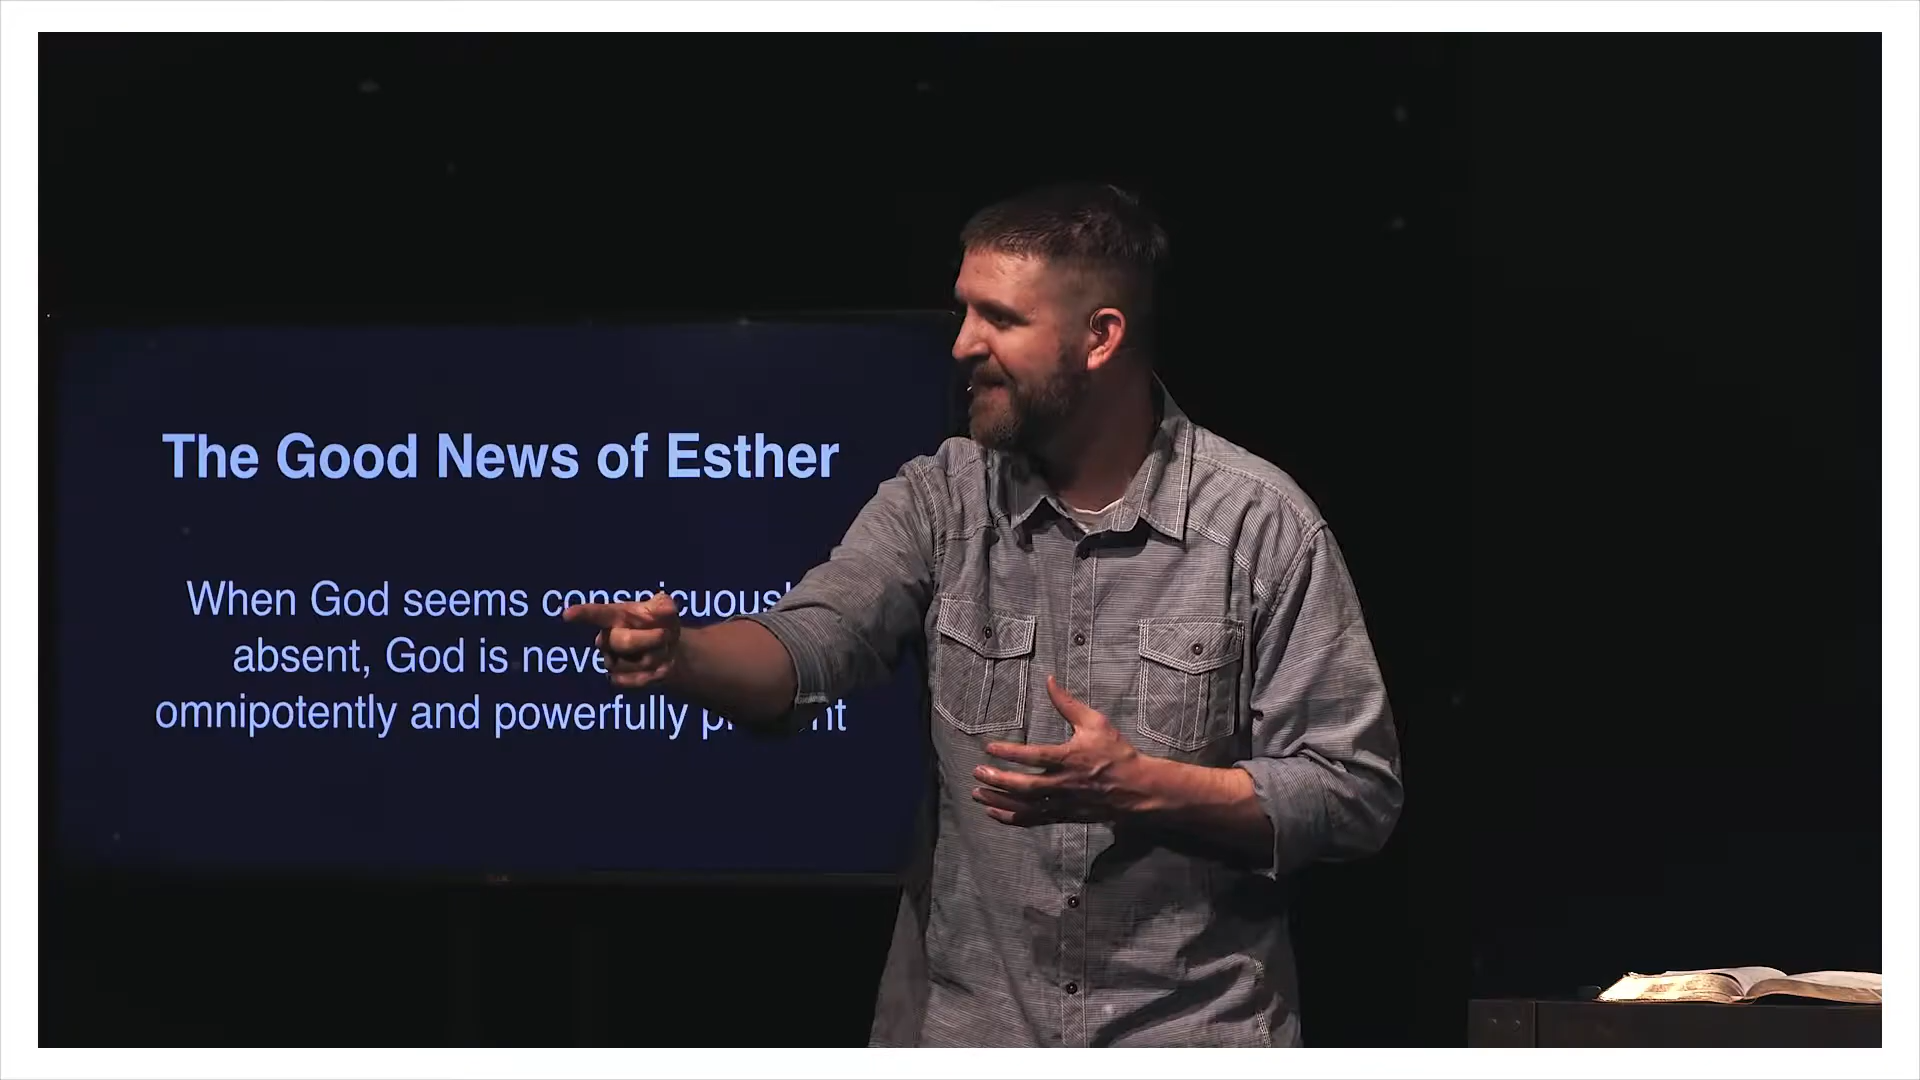 The Good News of Esther
When God seems
absent, God is
omnipotently and powerfully